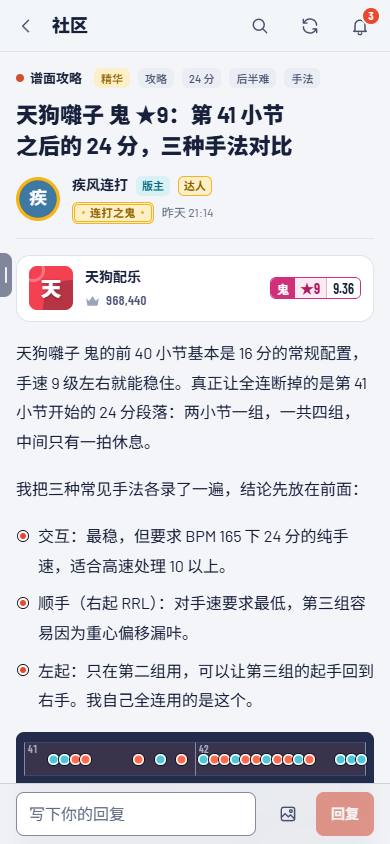 社区
3
谱面攻略 精华 攻略 24 分 后半难 手法
天狗囃子 鬼 ★9：第 41 小节
之后的 24 分，三种手法对比
疾
疾风连打 版主 达人
连打之鬼 昨天 21:14
天
天狗配乐
968,440
鬼 ★9 9.36
天狗囃子 鬼的前 40 小节基本是 16 分的常规配置，
手速 9 级左右就能稳住。真正让全连断掉的是第 41
小节开始的 24 分段落：两小节一组，一共四组，
中间只有一拍休息。
我把三种常见手法各录了一遍，结论先放在前面：
交互：最稳，但要求 BPM 165 下 24 分的纯手
速，适合高速处理 10 以上。
顺手（右起 RRL）：对手速要求最低，第三组容
易因为重心偏移漏咔。
左起：只在第二组用，可以让第三组的起手回到
右手。我自己全连用的是这个。
41 42
写下你的回复
回复